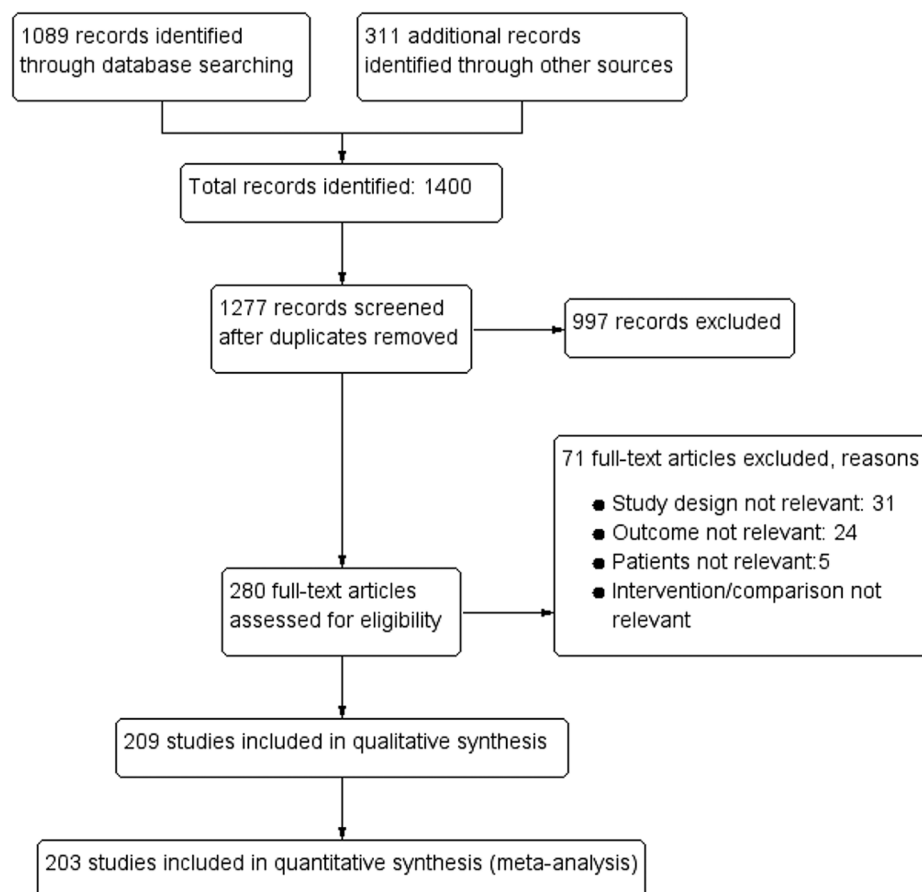 1089 records identified
through database searching
311 additional records
identified through other sources
Total records identified: 1400
1277 records screened
after duplicates removed
997 records excluded
71 full-text articles excluded, reasons
● Study design not relevant: 31
● Outcome not relevant: 24
● Patients not relevant:5
● Intervention/comparison not
relevant
280 full-text articles
assessed for eligibility
209 studies included in qualitative synthesis
203 studies included in quantitative synthesis (meta-analysis)